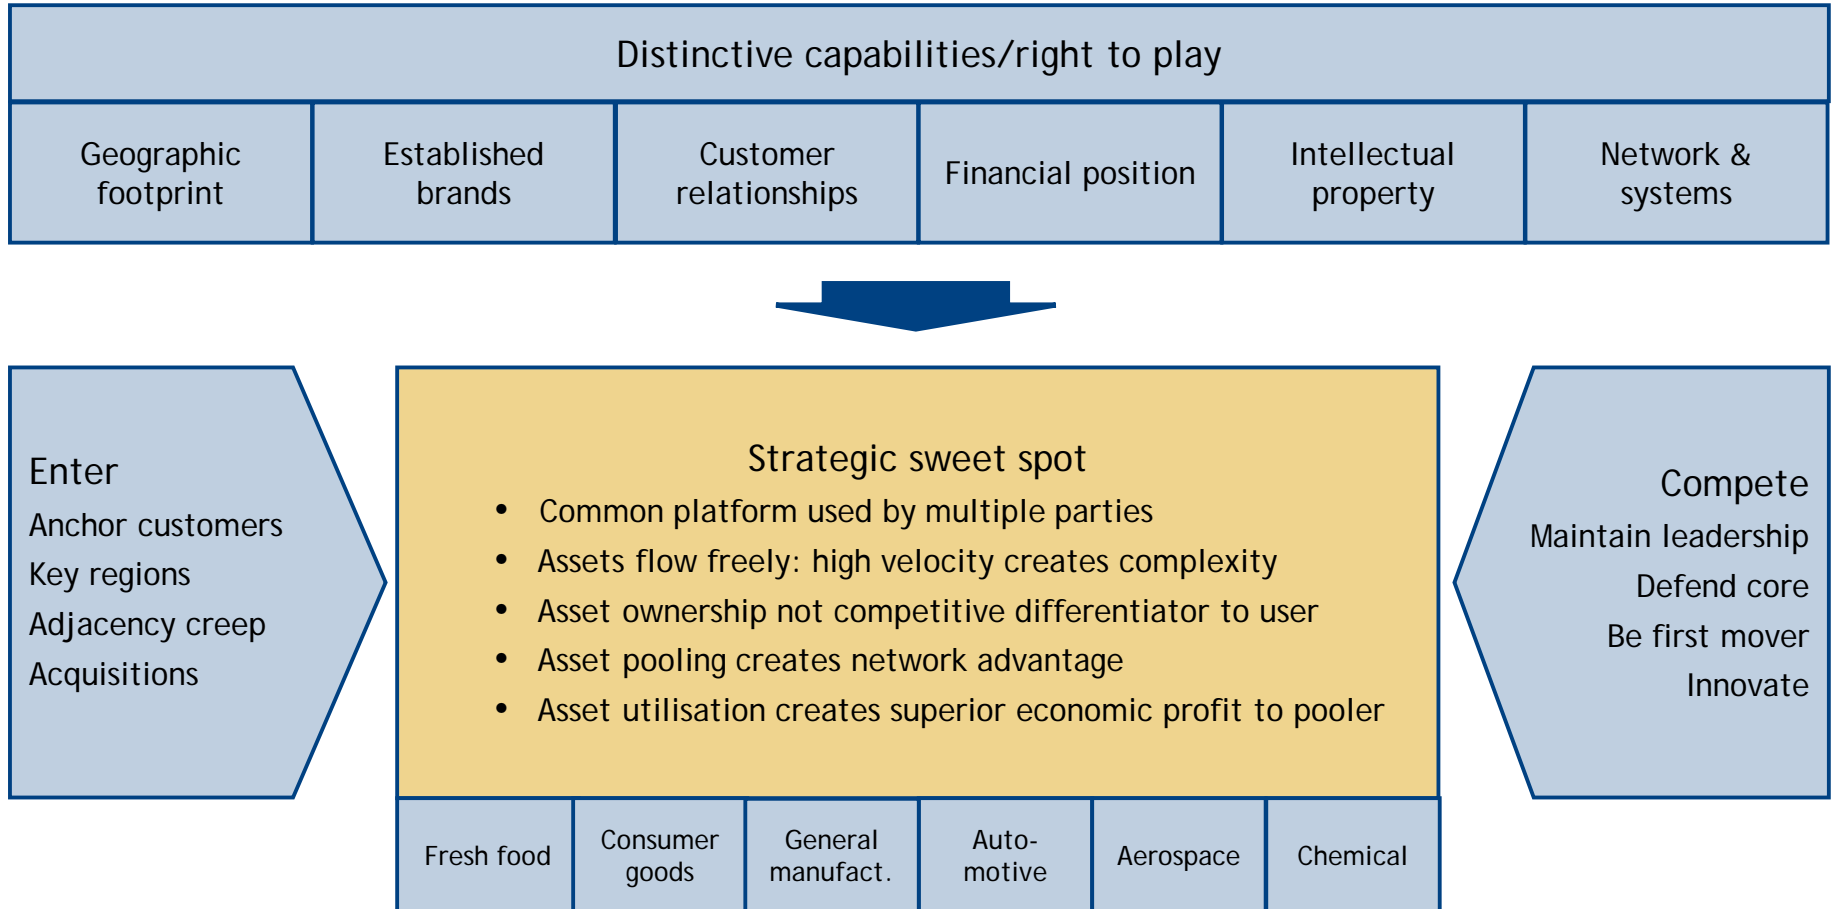 Distinctive capabilities/right to play
Geographic
footprint
Established
brands
Customer
relationships
Financial position
Intellectual
property
Network &
systems
Enter
Anchor customers
Key regions
Adjacency creep
Acquisitions
Strategic sweet spot
• Common platform used by multiple parties
• Assets flow freely: high velocity creates complexity
• Asset ownership not competitive differentiator to user
• Asset pooling creates network advantage
• Asset utilisation creates superior economic profit to pooler
Compete
Maintain leadership
Defend core
Be first mover
Innovate
Fresh food
Consumer
goods
General
manufact.
Auto-
motive
Aerospace
Chemical